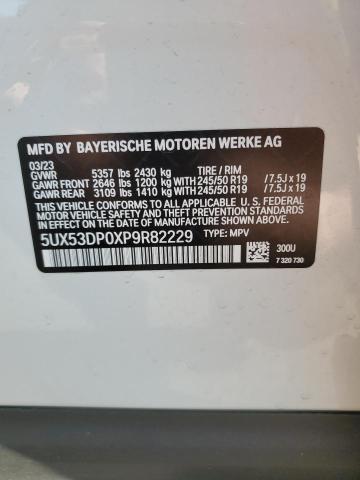 MFD BY BAYERISCHE MOTOREN WERKE AG
03/23
GVWR 5357 lbs 2430 kg TIRE / RIM
GAWR FRONT 2646 lbs 1200 kg WITH 245/50 R19 /7.5J x 19
GAWR REAR 3109 lbs 1410 kg WITH 245/50 R19 /7.5J x 19
THIS VEHICLE CONFORMS TO ALL APPLICABLE U.S. FEDERAL
MOTOR VEHICLE SAFETY STANDARDS IN EFFECT ON THE
DATE OF MANUFACTURE SHOWN ABOVE.
5UX53DP0XP9R82229 TYPE: MPV
300U
7 320 730